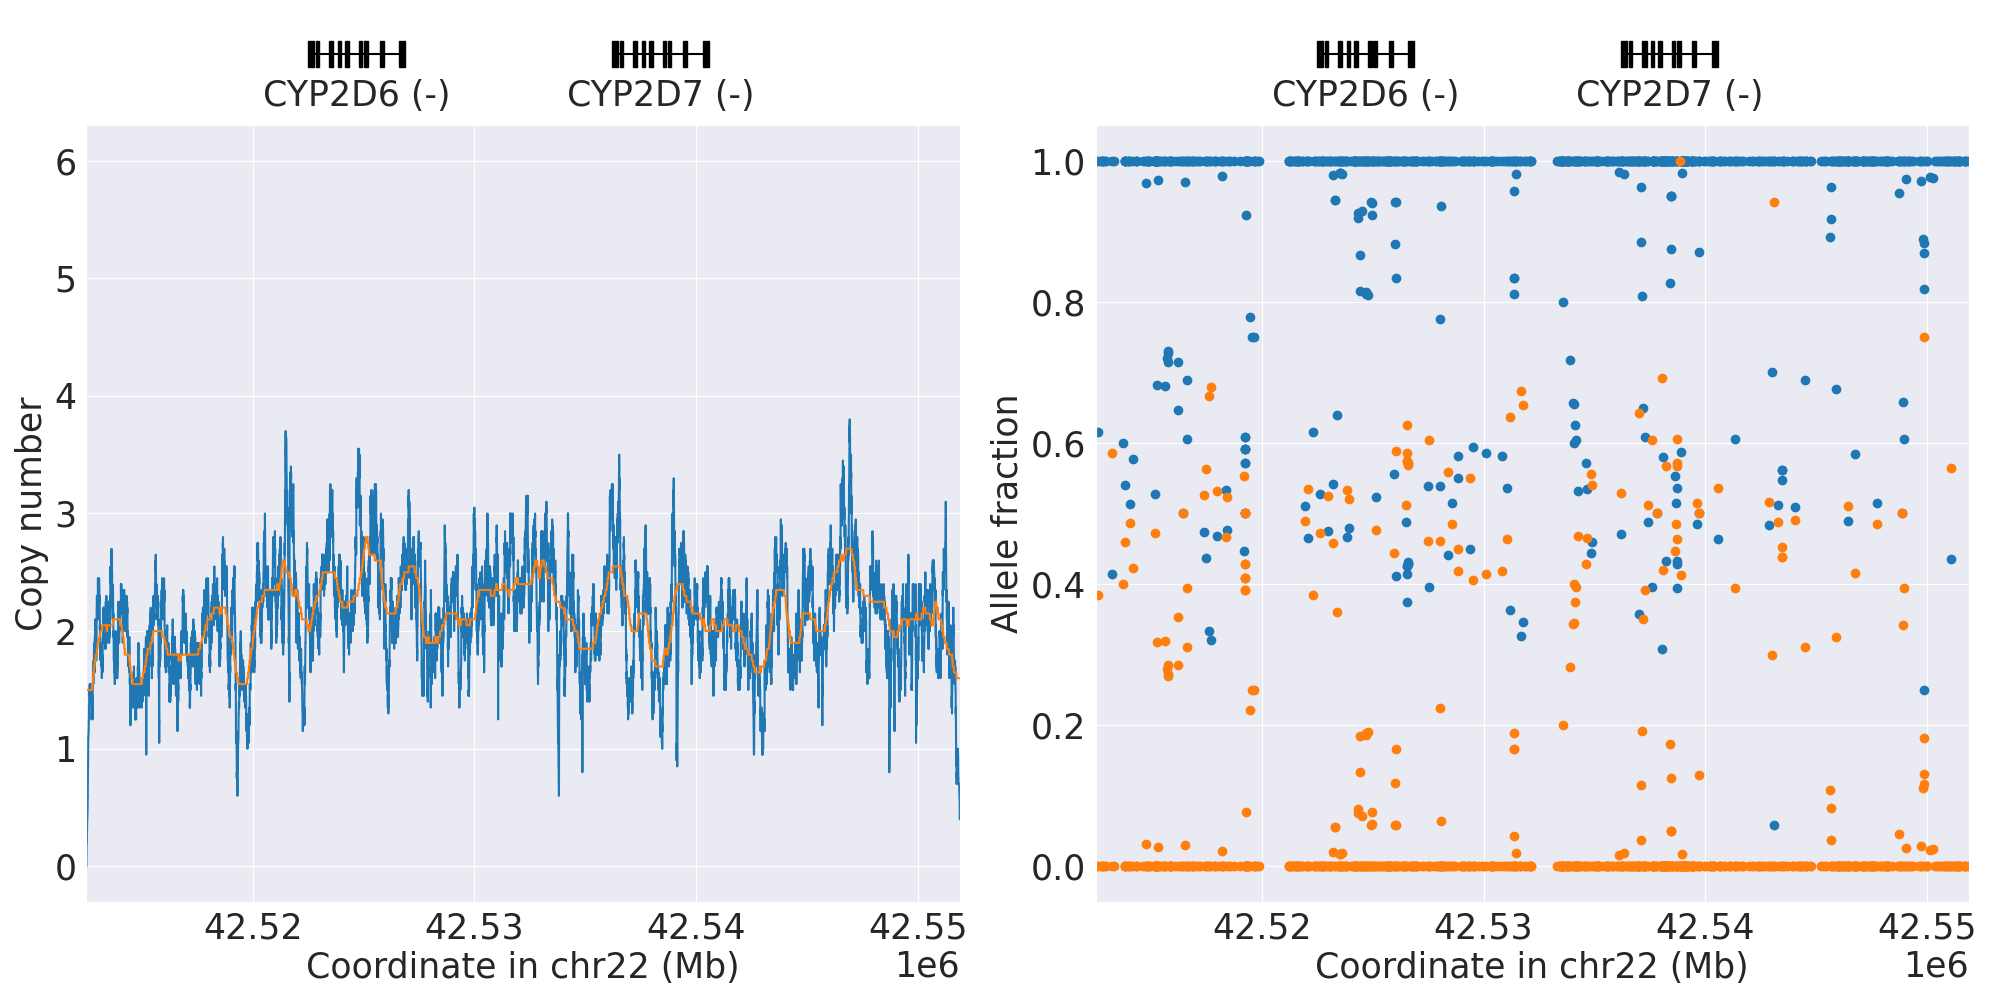 CYP2D6 (-) CYP2D7 (-)
6
5
4
3
2
1
0
Copy number
42.52 42.53 42.54 42.55
Coordinate in chr22 (Mb)
1e6
CYP2D6 (-) CYP2D7 (-)
1.0
0.8
0.6
0.4
0.2
0.0
Allele fraction
42.52 42.53 42.54 42.55
Coordinate in chr22 (Mb)
1e6